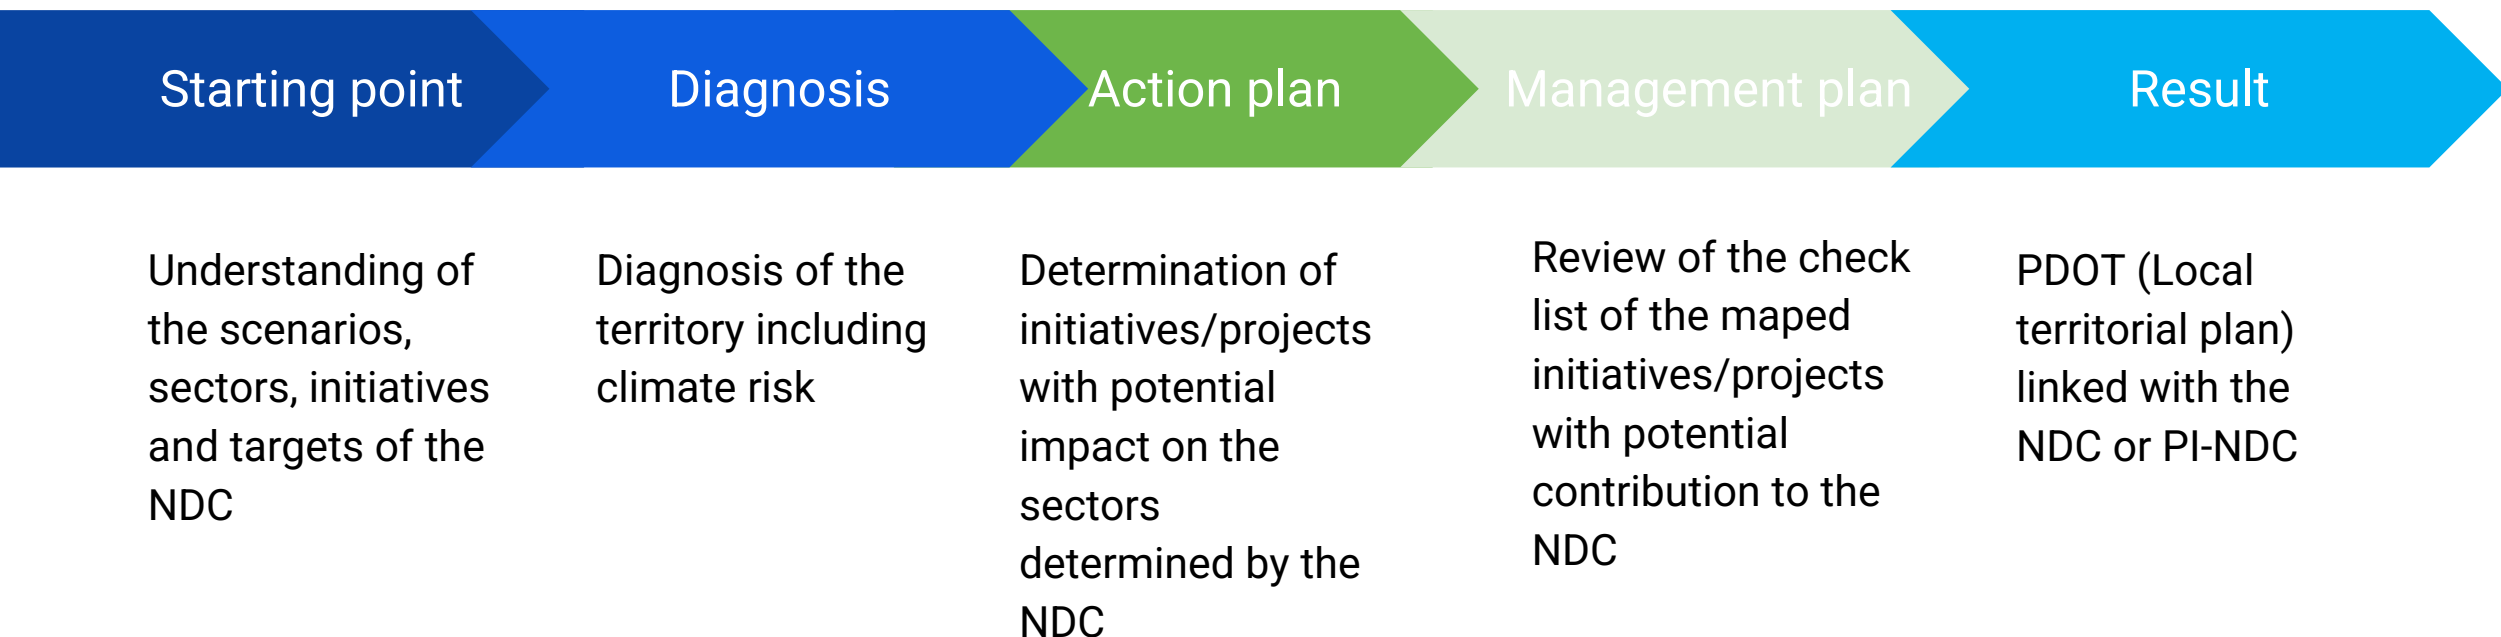 Starting point
Diagnosis
Action plan
Management plan
Result
Understanding of
the scenarios,
sectors, initiatives
and targets of the
NDC
Diagnosis of the
territory including
climate risk
Determination of
initiatives/projects
with potential
impact on the
sectors
determined by the
NDC
Review of the check
list of the maped
initiatives/projects
with potential
contribution to the
NDC
PDOT (Local
territorial plan)
linked with the
NDC or PI-NDC